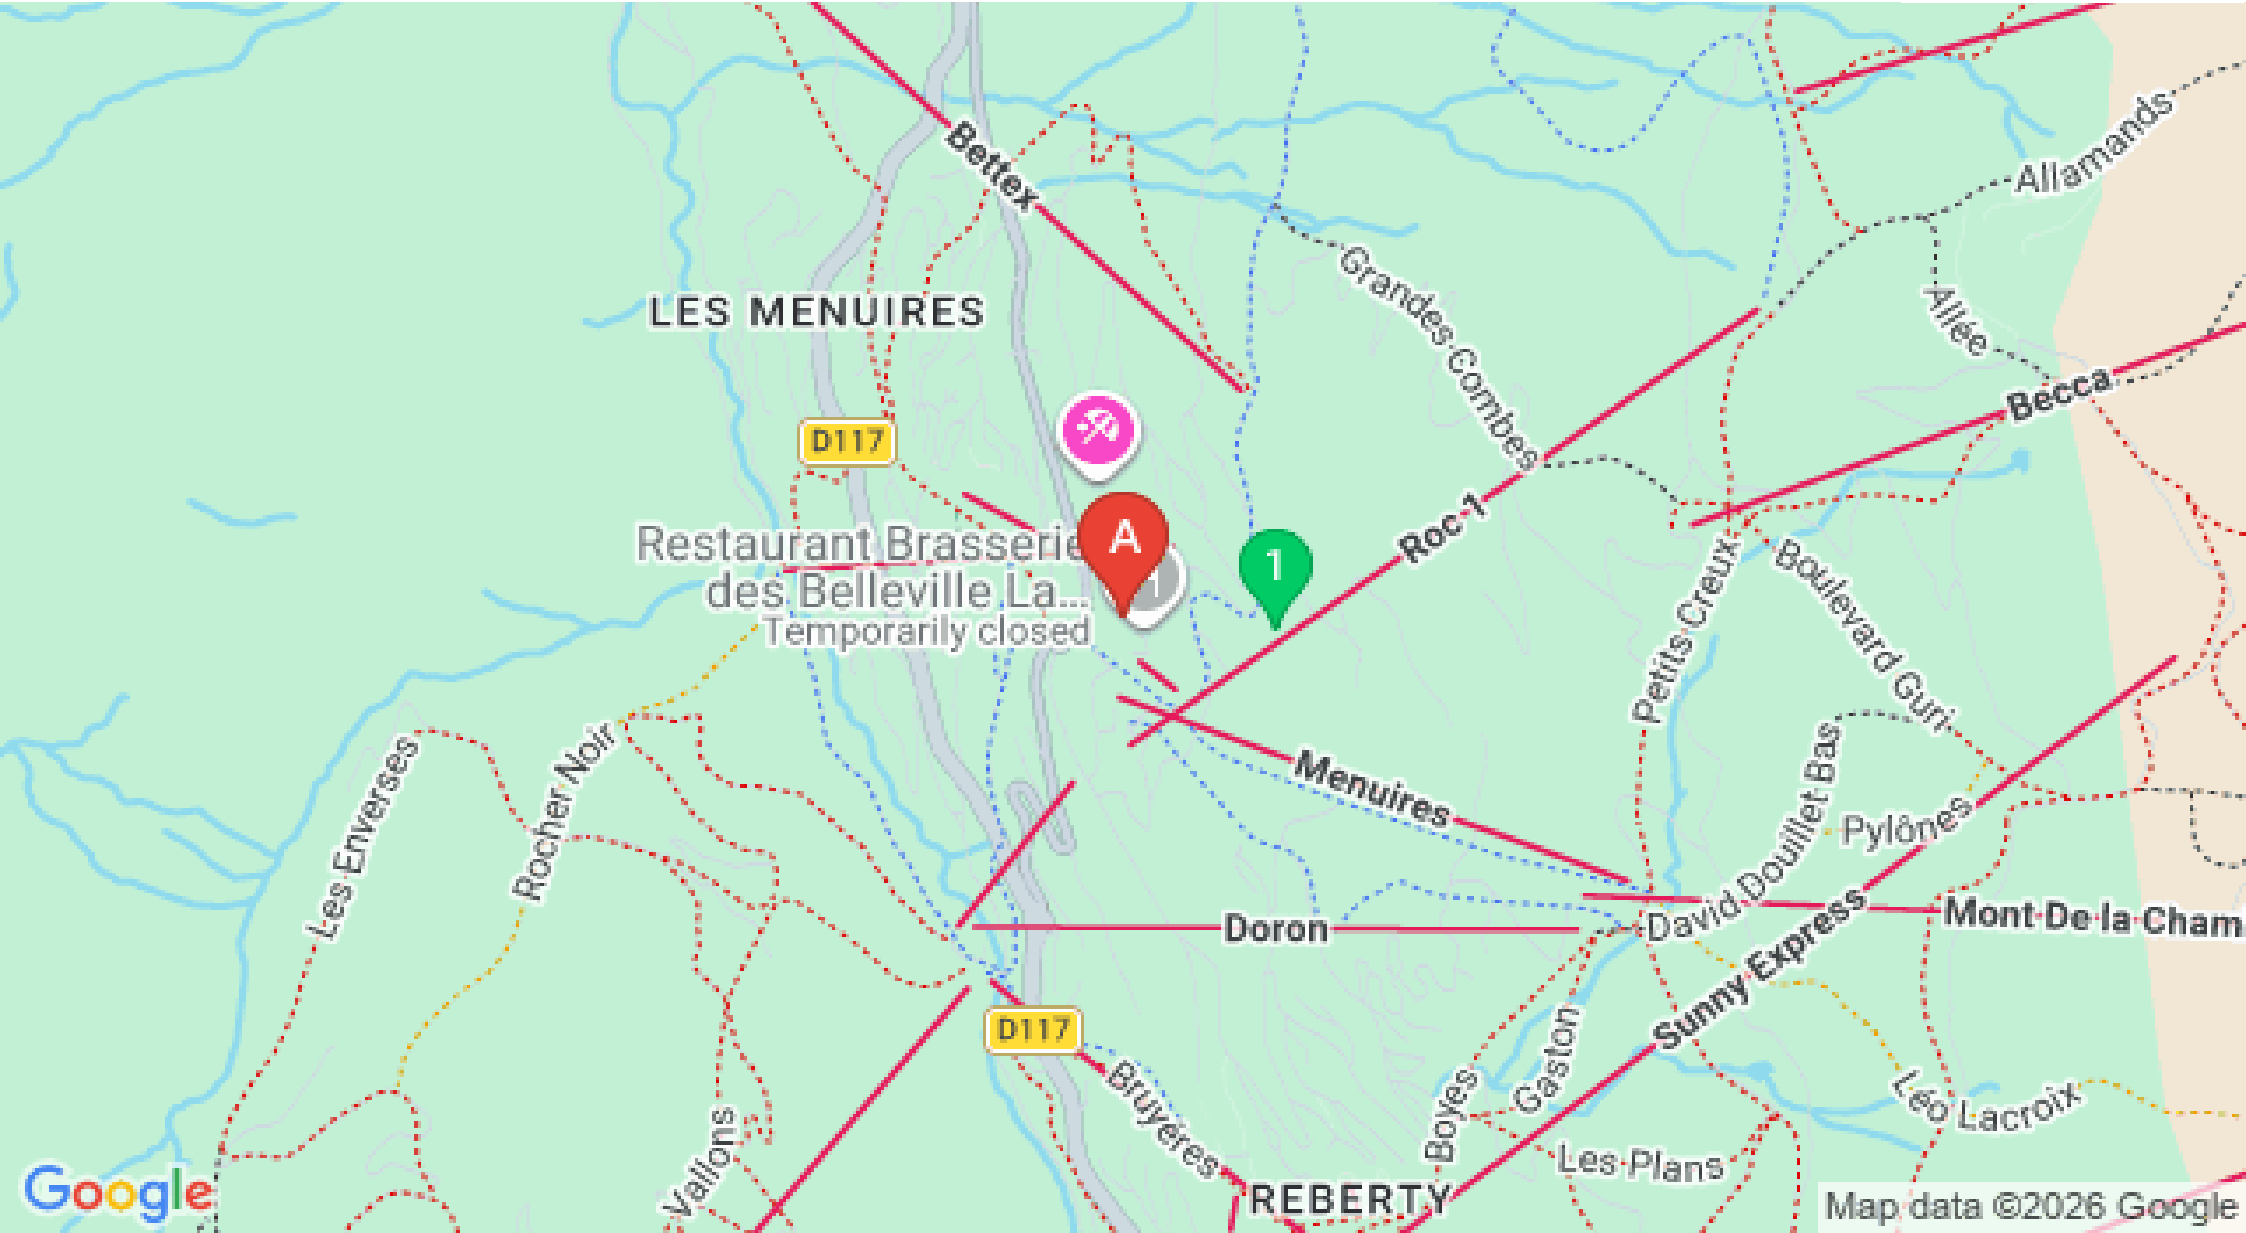 Bettex
Allamands
Grandes Combes
Allée
LES MENUIRES
Becca
D117
Roc 1
A
1
Restaurant Brasserie
des Belleville La...
Temporarily closed
Petits Creux
Boulevard Guri
Les Enverses
Rocher Noir
Menuires
David Douillet Bas
Pylônes
Doron
Mont De la Cham
Sunny Express
D117
Bruyères
Gaston
Boyes
Léo Lacroix
Vallons
Les Plans
REBERTY
Google
Map data ©2026 Google